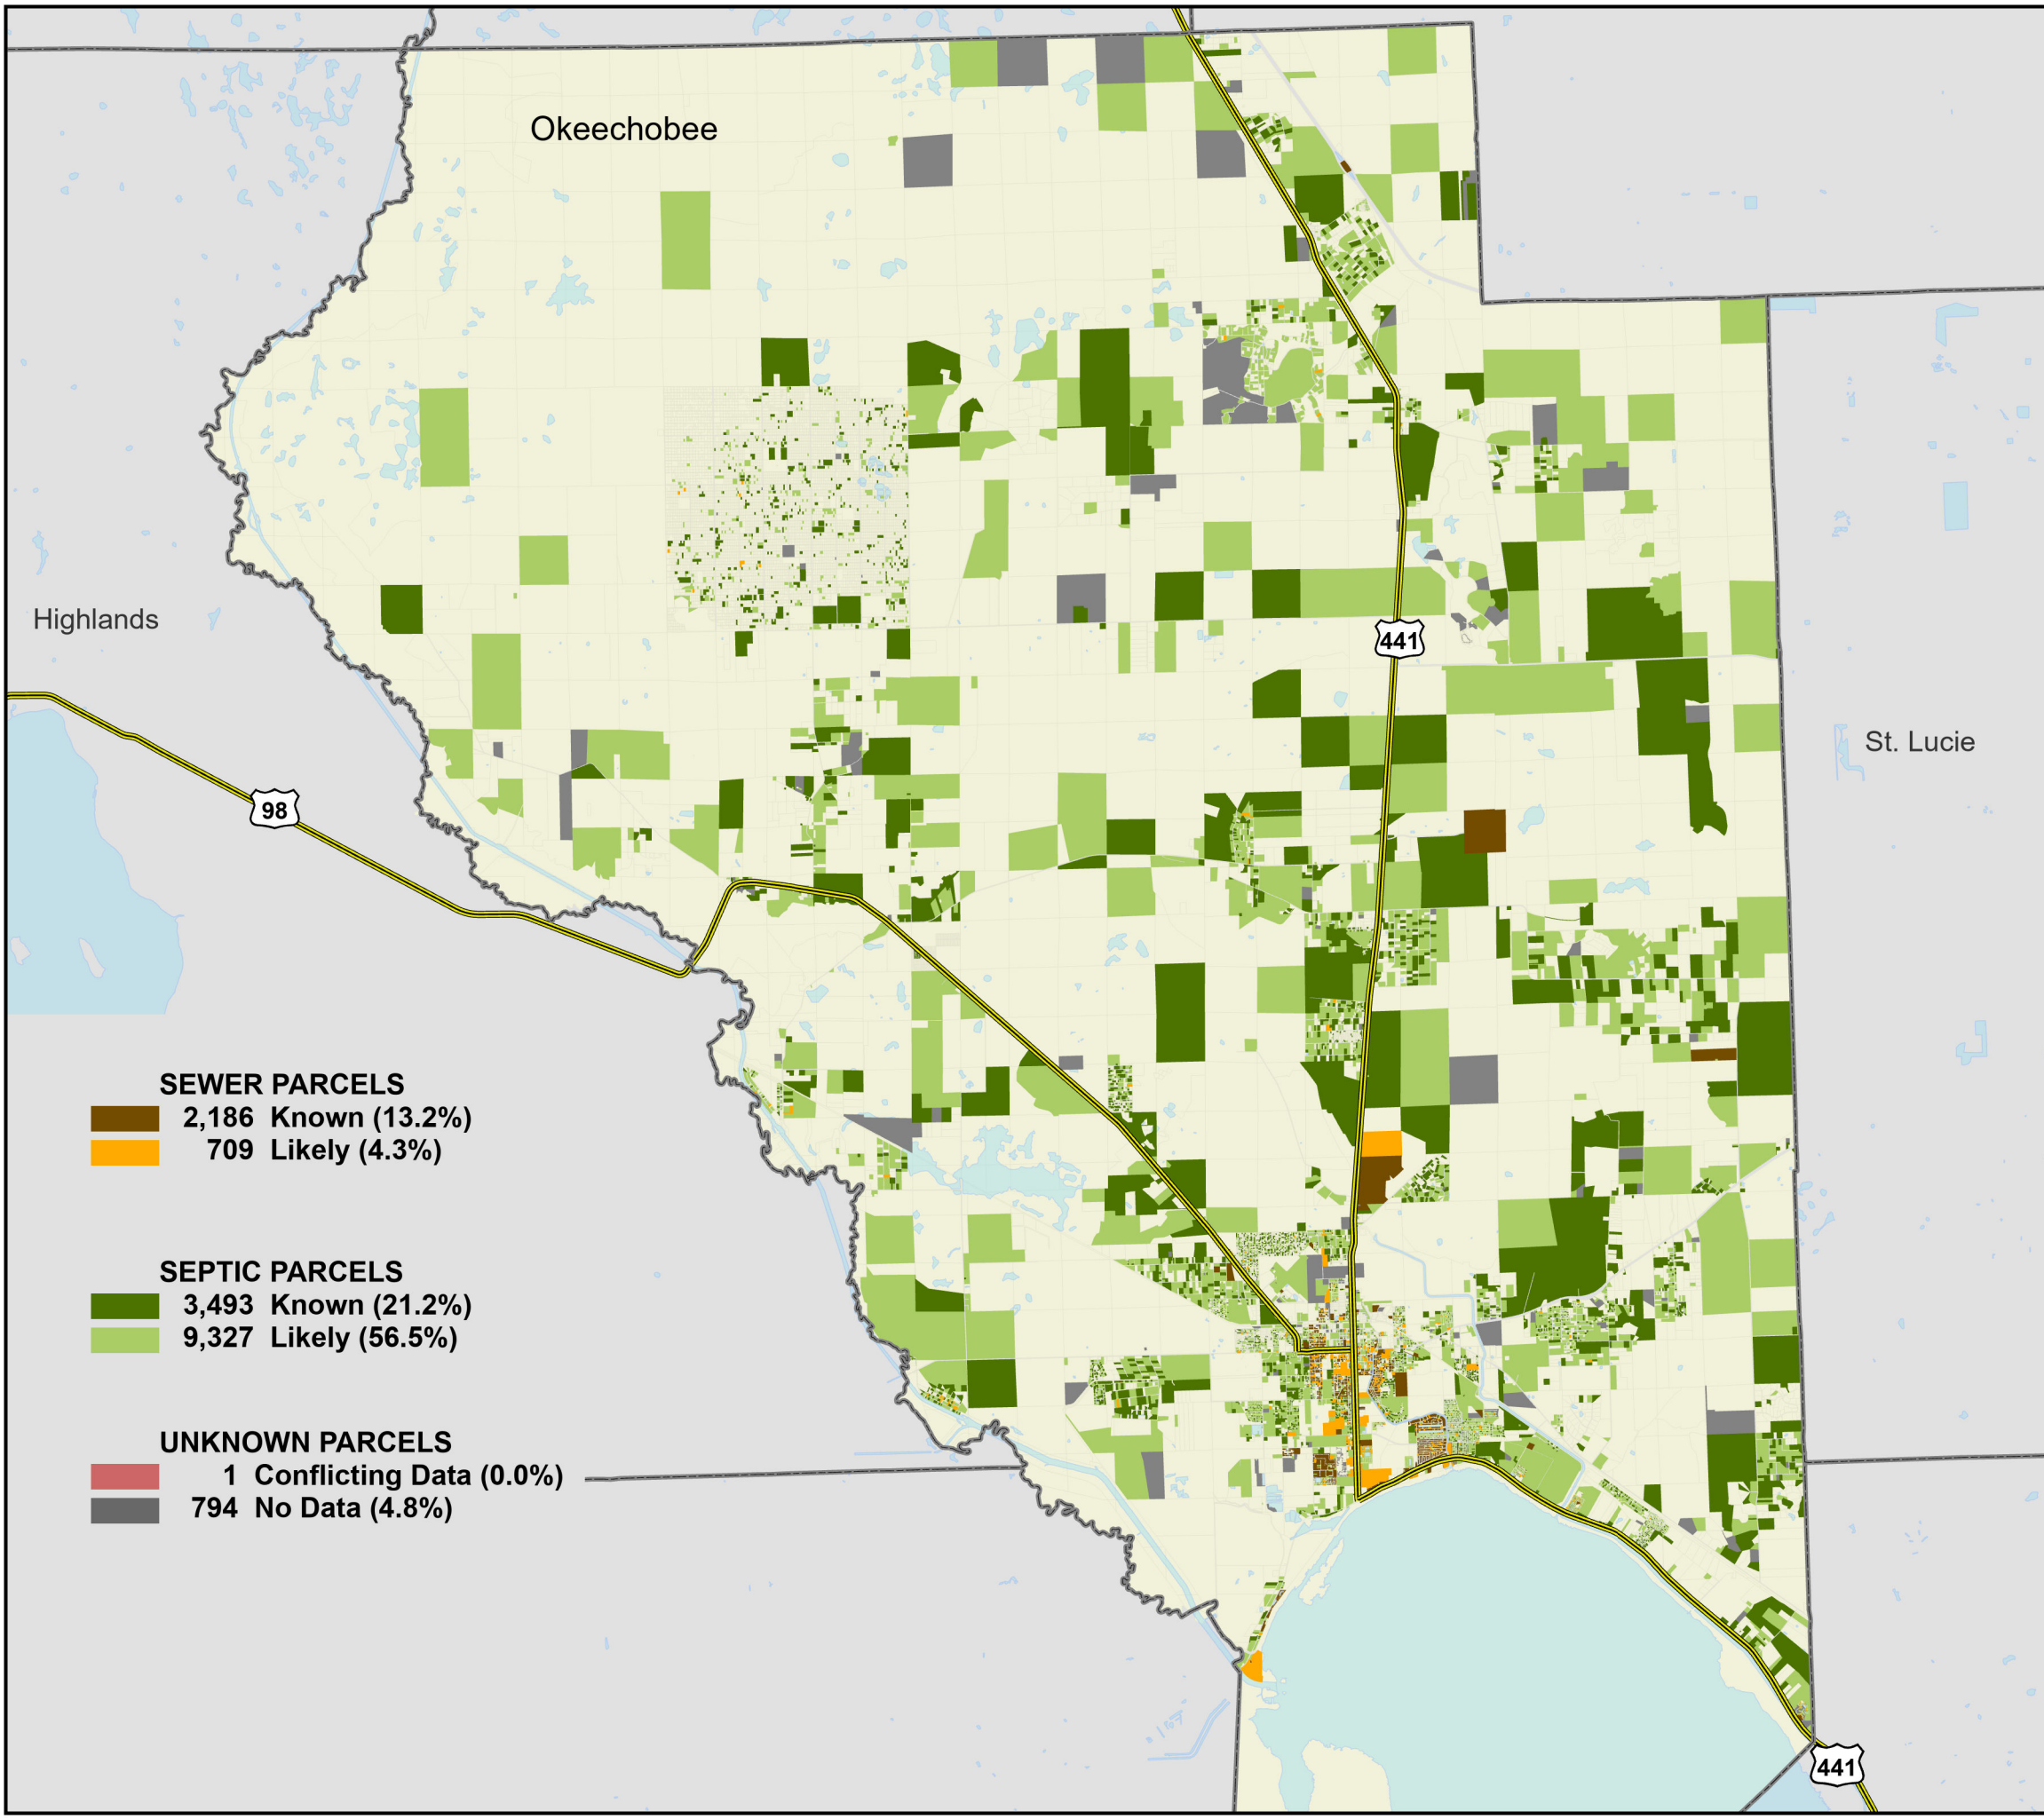 Okeechobee
Highlands
441
St. Lucie
98
SEWER PARCELS
2,186 Known (13.2%)
709 Likely (4.3%)
SEPTIC PARCELS
3,493 Known (21.2%)
9,327 Likely (56.5%)
UNKNOWN PARCELS
1 Conflicting Data (0.0%)
794 No Data (4.8%)
441